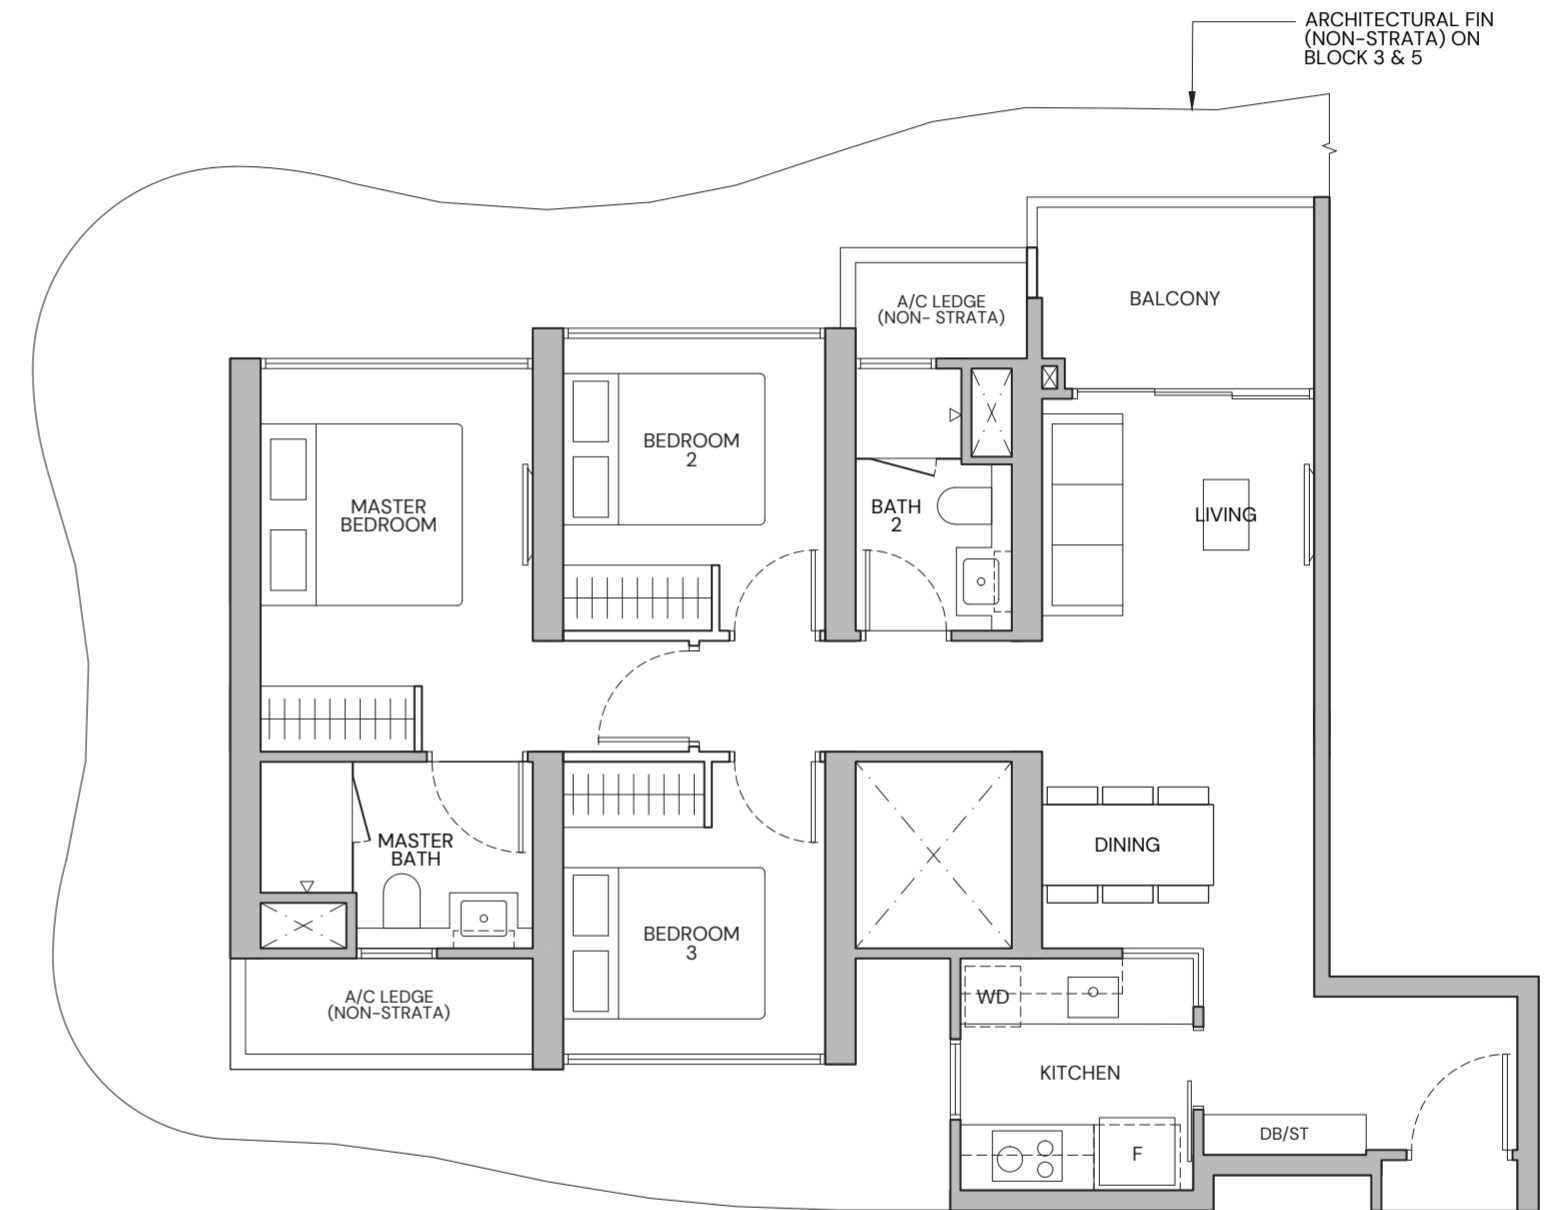 ARCHITECTURAL FIN
(NON-STRATA) ON
BLOCK 3 & 5
BALCONY
A/C LEDGE
(NON- STRATA)
BEDROOM
2
MASTER
BEDROOM
BATH
2
LIVING
MASTER
BATH
DINING
BEDROOM
3
A/C LEDGE
(NON-STRATA)
WD
KITCHEN
DB/ST
F